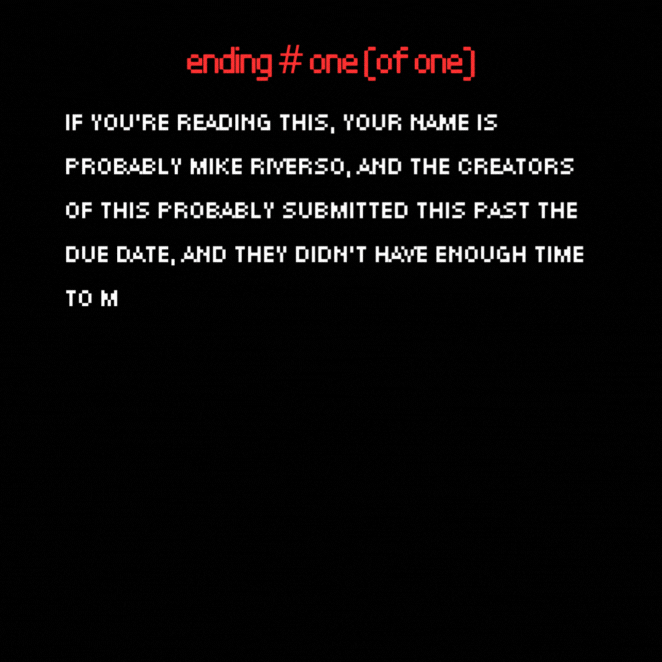 ending # one (of one)
IF YOU'RE READING THIS, YOUR NAME IS
PROBABLY MIKE RIVERSO, AND THE CREATORS
OF THIS PROBABLY SUBMITTED THIS PAST THE
DUE DATE, AND THEY DIDN'T HAVE ENOUGH TIME
TO M